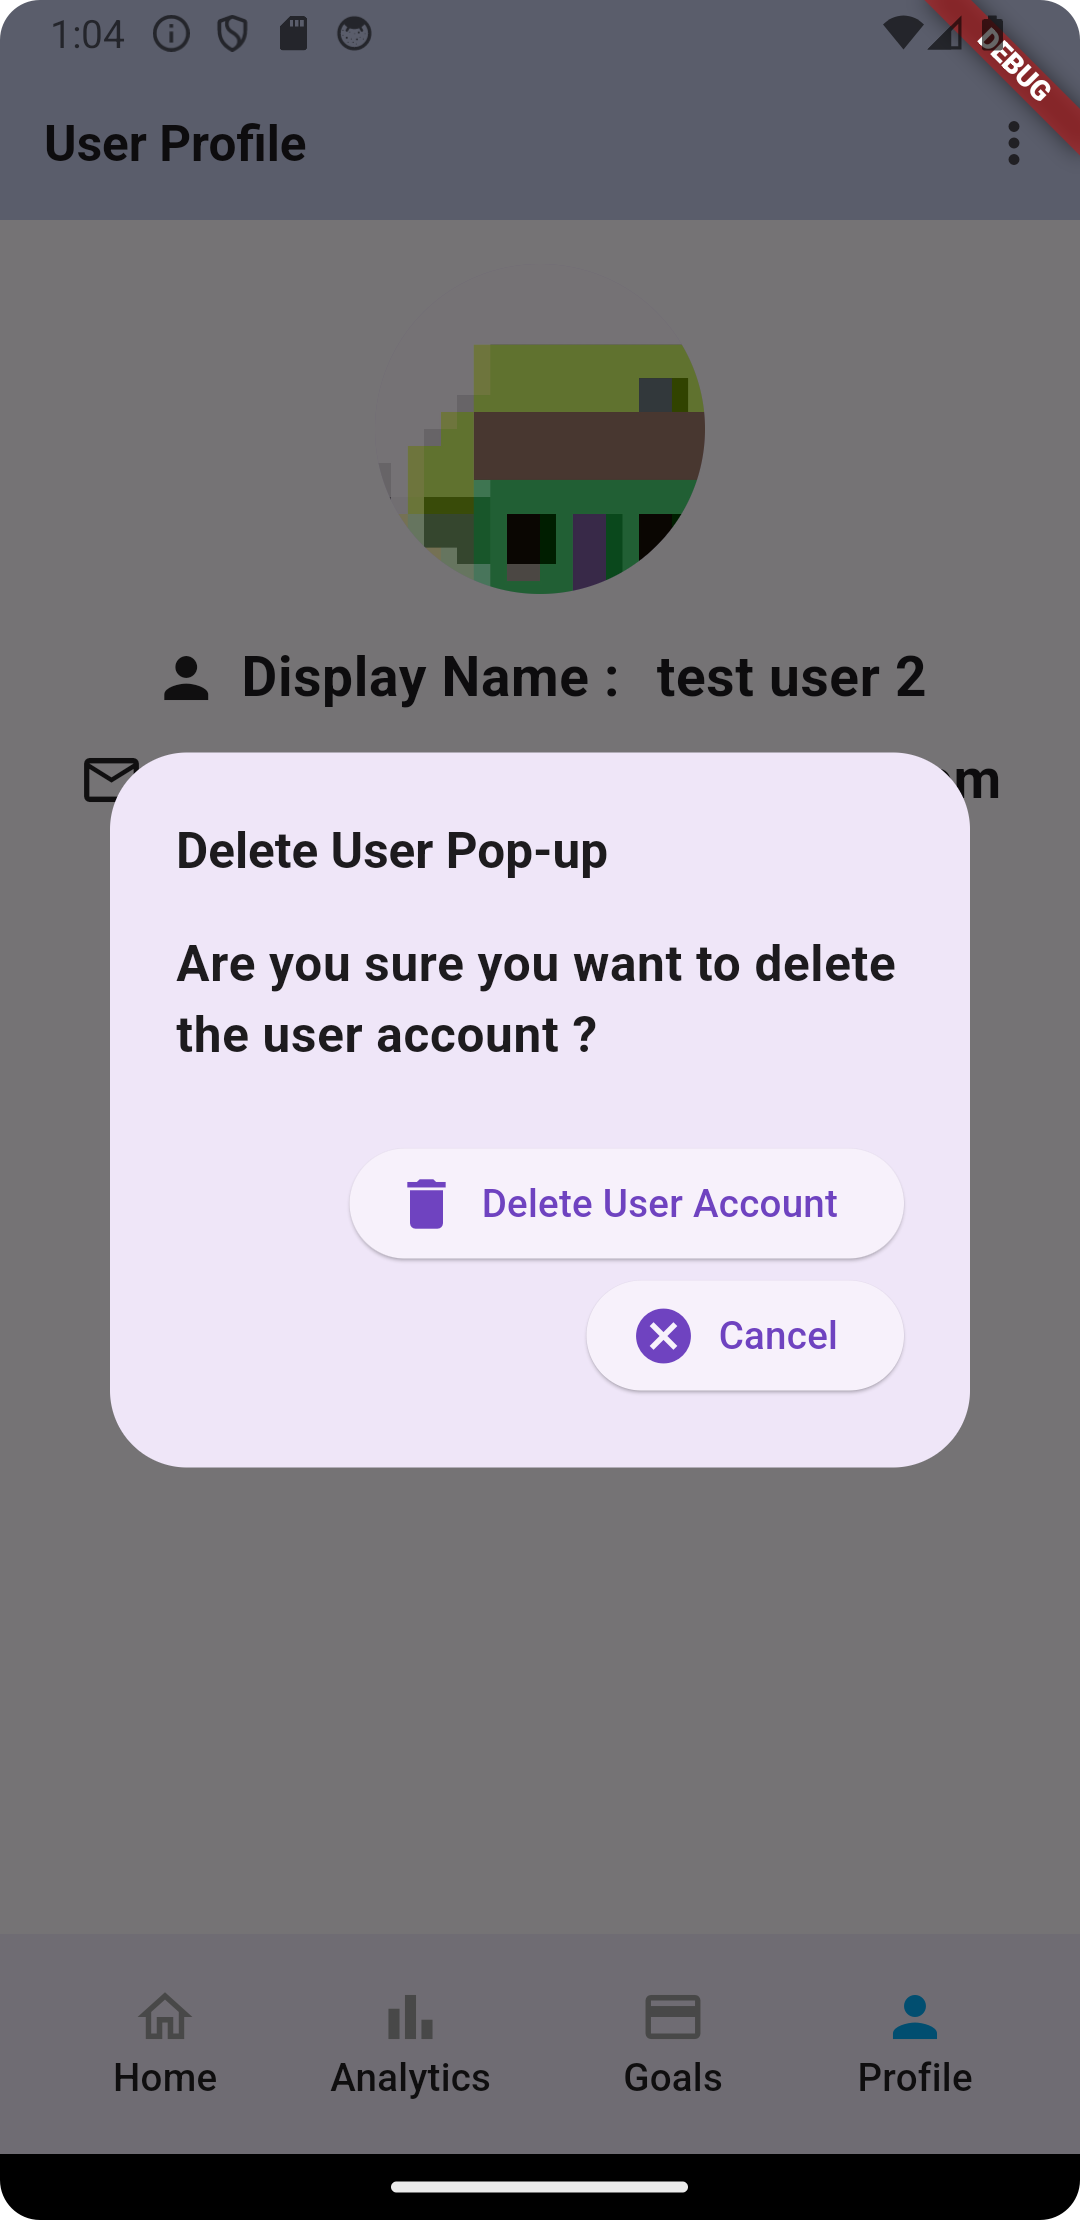 1:04
DEBUG
User Profile
Display Name : test user 2
m
Delete User Pop-up
Are you sure you want to delete
the user account ?
Delete User Account
Cancel
Home
Analytics
Goals
Profile